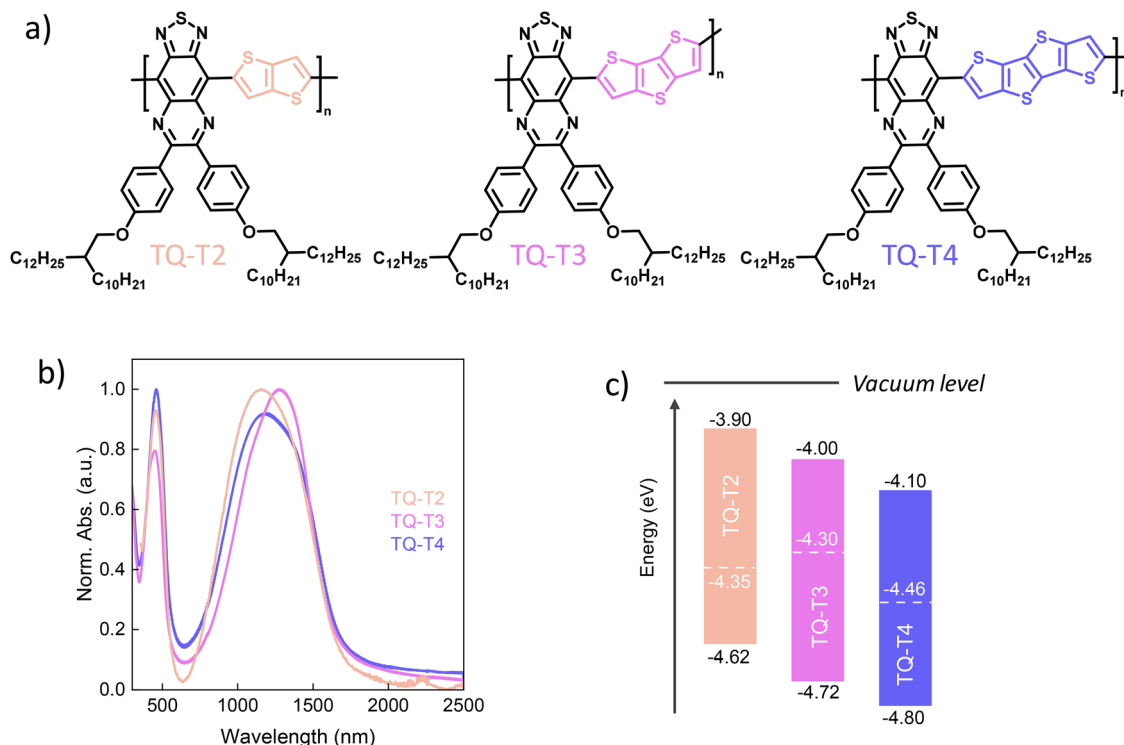 a)
N S N
S
S
n
N N
O O
C12H25 C12H25
C10H21 C10H21
TQ-T2
N S N
S S
S
n
N N
O O
C12H25 C12H25
C10H21 C10H21
TQ-T3
N S N
S S
S S
n
N N
O O
C12H25 C12H25
C10H21 C10H21
TQ-T4
b)
Norm. Abs. (a.u.)
1.0
0.8
0.6
0.4
0.2
0.0
500 1000 1500 2000 2500
Wavelength (nm)
TQ-T2
TQ-T3
TQ-T4
c)
Vacuum level
Energy (eV)
-3.90
TQ-T2
-4.35
-4.62
-4.00
-4.30
TQ-T3
-4.72
-4.10
-4.46
TQ-T4
-4.80